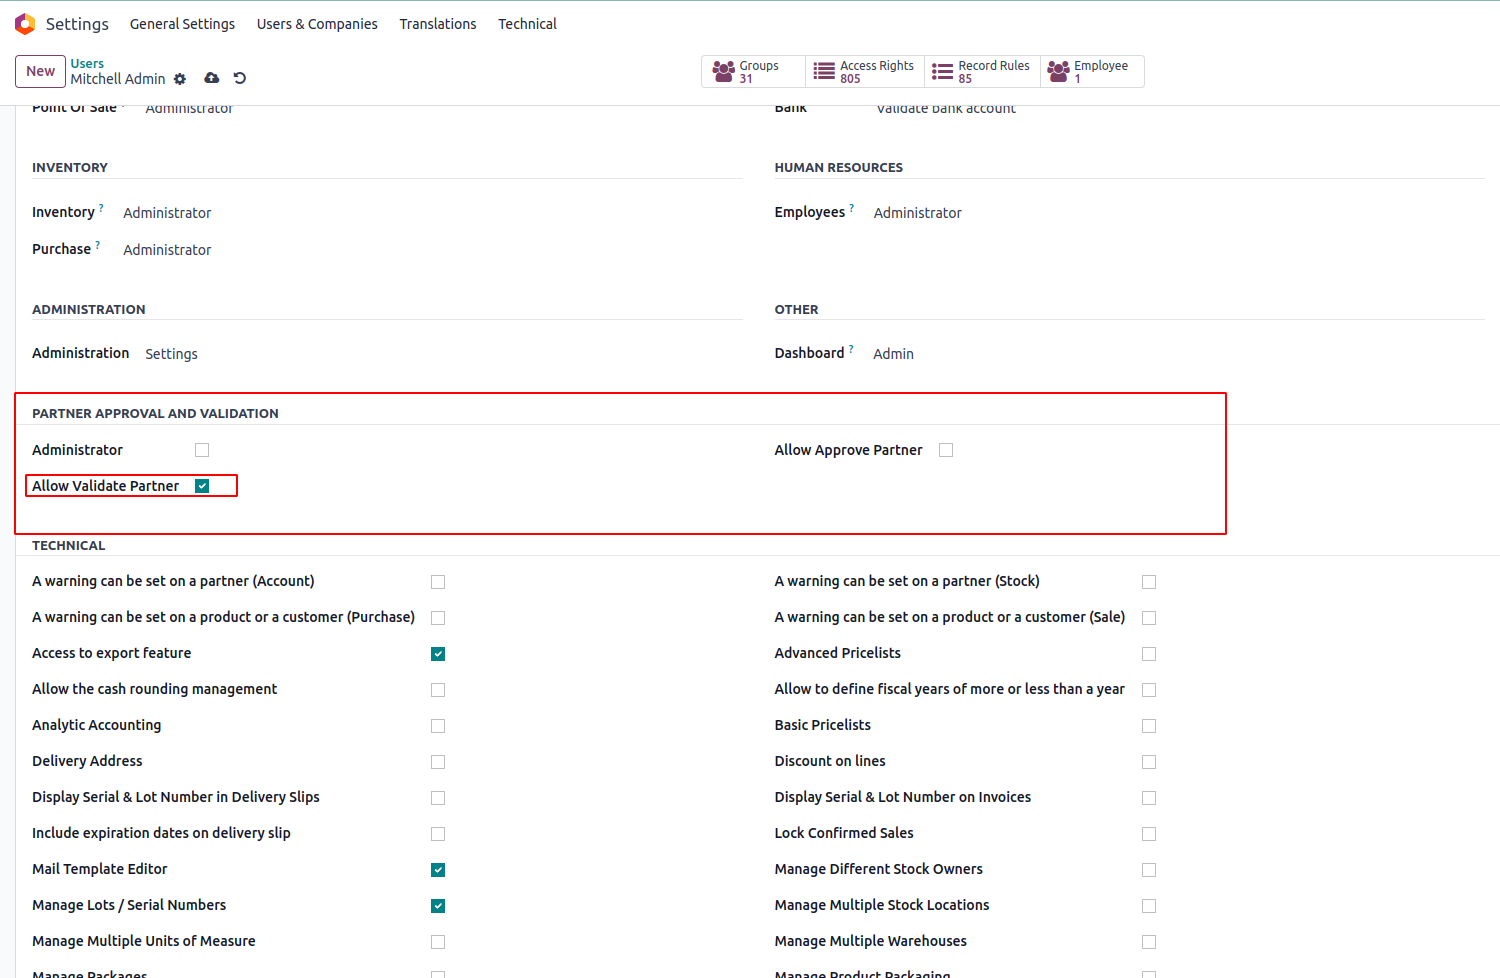 Settings General Settings Users & Companies Translations Technical
New Users
Mitchell Admin
Groups
31
Access Rights
805
Record Rules
85
Employee
1
Point Of Sale Administrator
Bank Validate bank account
INVENTORY
HUMAN RESOURCES
Inventory ? Administrator
Employees ? Administrator
Purchase ? Administrator
ADMINISTRATION
OTHER
Administration Settings
Dashboard ? Admin
PARTNER APPROVAL AND VALIDATION
Administrator
Allow Approve Partner
Allow Validate Partner
TECHNICAL
A warning can be set on a partner (Account)
A warning can be set on a partner (Stock)
A warning can be set on a product or a customer (Purchase)
A warning can be set on a product or a customer (Sale)
Access to export feature
Advanced Pricelists
Allow the cash rounding management
Allow to define fiscal years of more or less than a year
Analytic Accounting
Basic Pricelists
Delivery Address
Discount on lines
Display Serial & Lot Number in Delivery Slips
Display Serial & Lot Number on Invoices
Include expiration dates on delivery slip
Lock Confirmed Sales
Mail Template Editor
Manage Different Stock Owners
Manage Lots / Serial Numbers
Manage Multiple Stock Locations
Manage Multiple Units of Measure
Manage Multiple Warehouses
Manage Packages
Manage Product Packaging